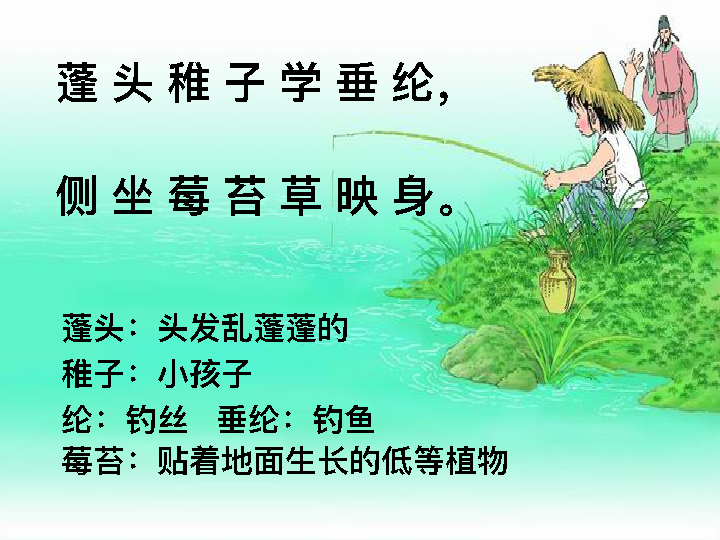 蓬头稚子学垂纶，
侧坐莓苔草映身。
蓬头：头发乱蓬蓬的
稚子：小孩子
纶：钓丝 垂纶：钓鱼
莓苔：贴着地面生长的低等植物